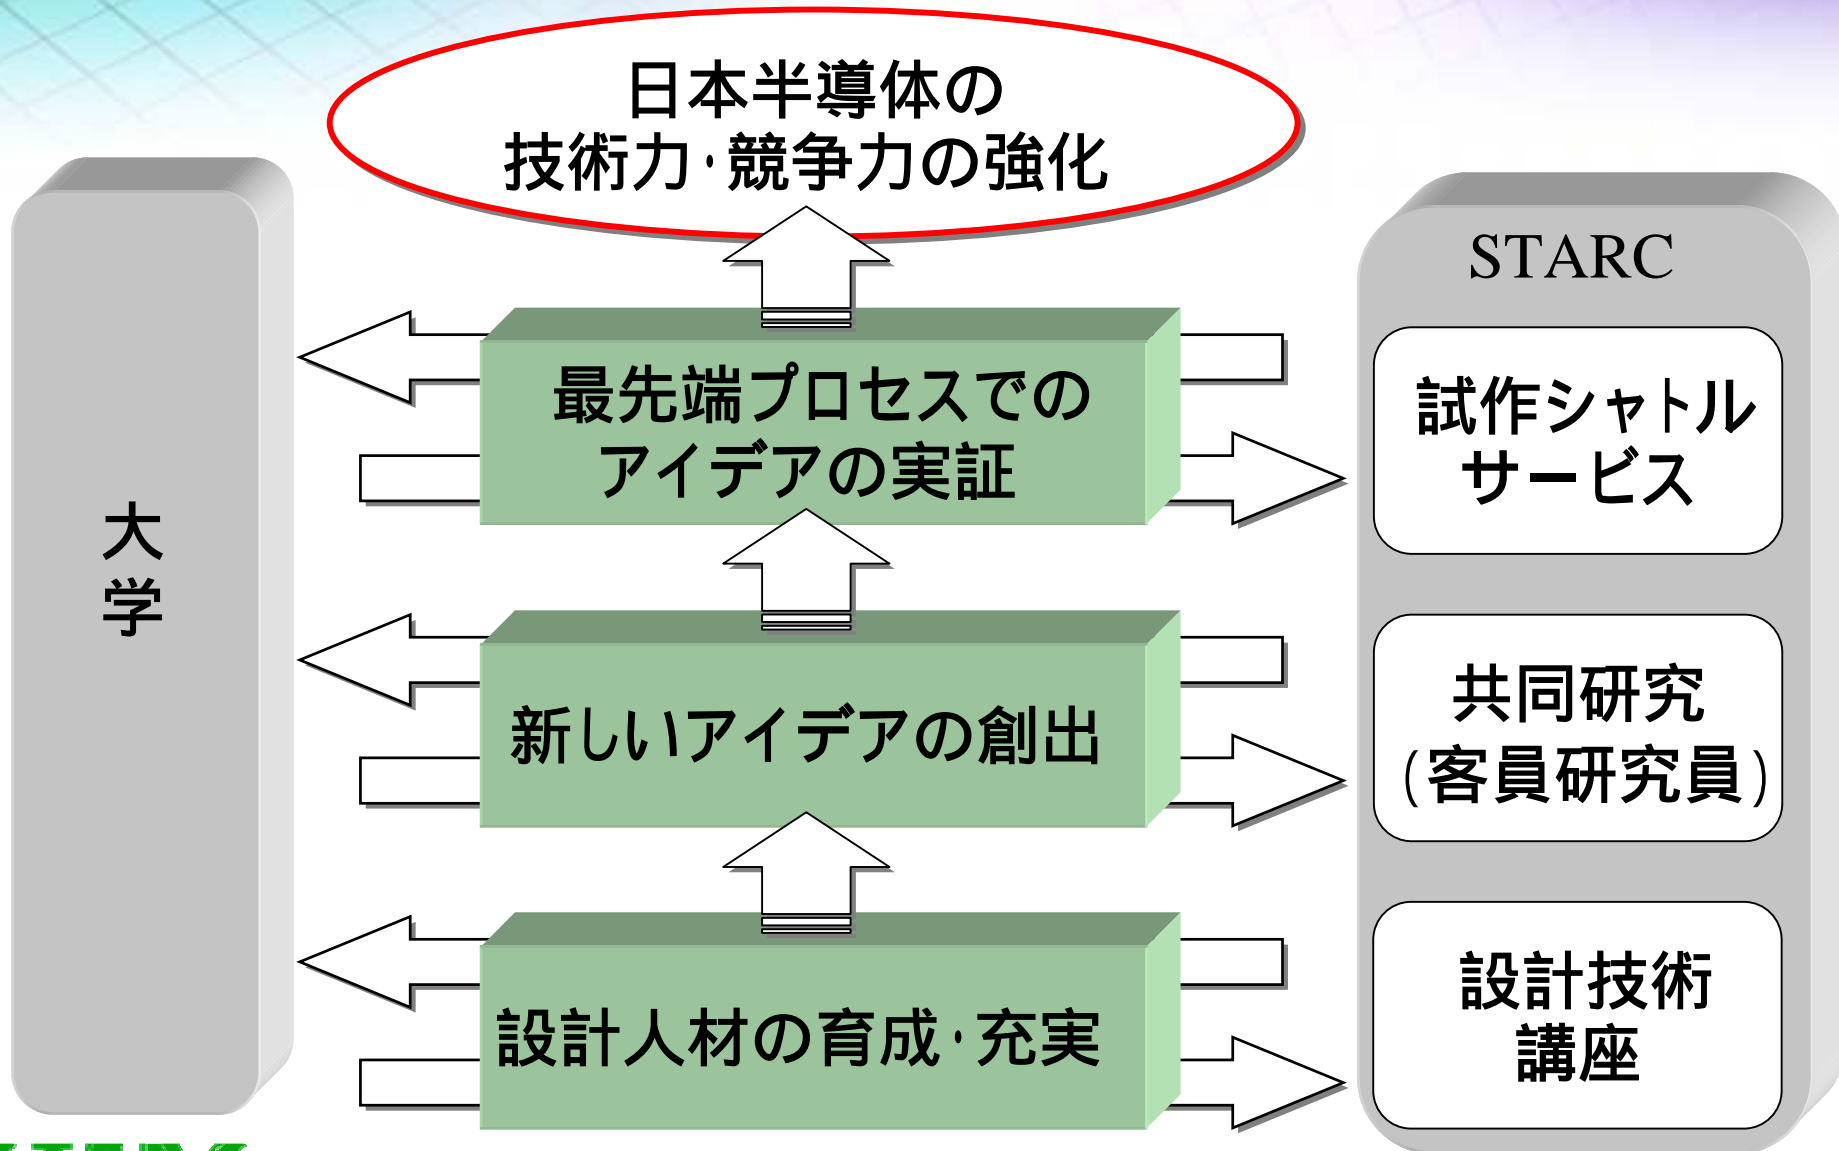 日本半導体の
技術力・競争力の強化
大
学
STARC
最先端プロセスでの
アイデアの実証
試作シャトル
サービス
新しいアイデアの創出
共同研究
(客員研究員)
設計人材の育成・充実
設計技術
講座